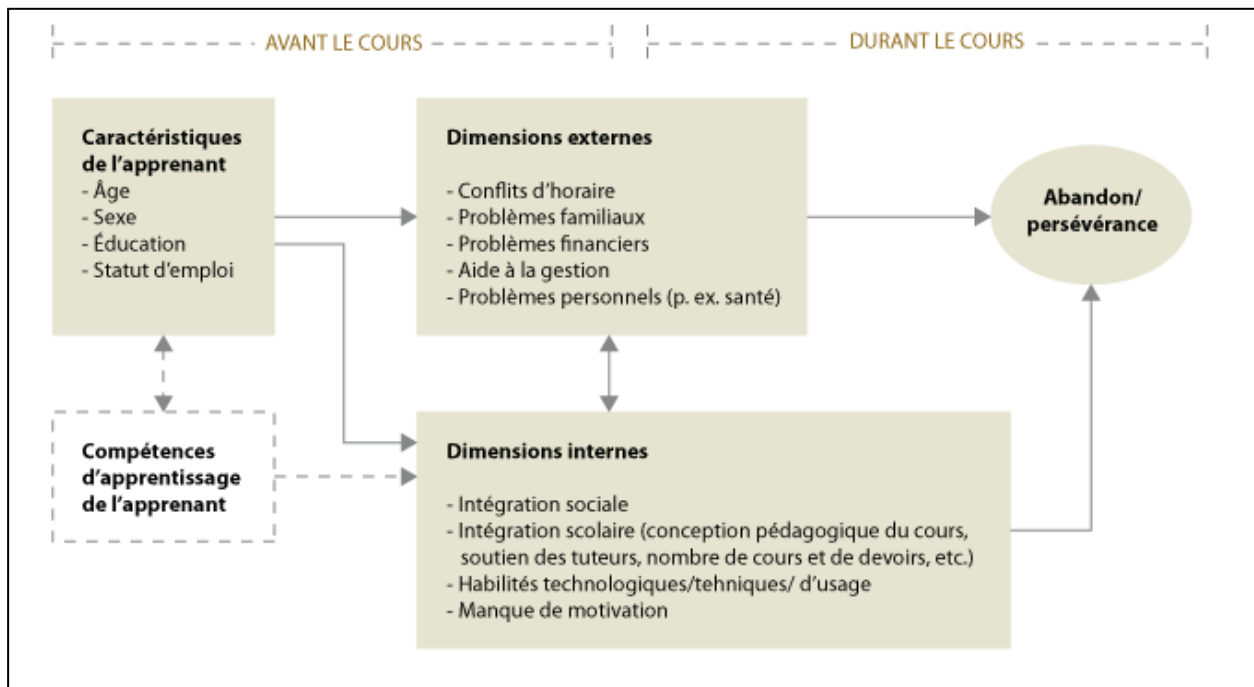 AVANT LE COURS
DURANT LE COURS
Caractéristiques
de l’apprenant
- Âge
- Sexe
- Éducation
- Statut d’emploi
Dimensions externes
- Conflits d’horaire
- Problèmes familiaux
- Problèmes financiers
- Aide à la gestion
- Problèmes personnels (p. ex. santé)
Abandon/
persévérance
Compétences
d’apprentissage
de l’apprenant
Dimensions internes
- Intégration sociale
- Intégration scolaire (conception pédagogique du cours,
soutien des tuteurs, nombre de cours et de devoirs, etc.)
- Habilités technologiques/tehniques/ d’usage
- Manque de motivation